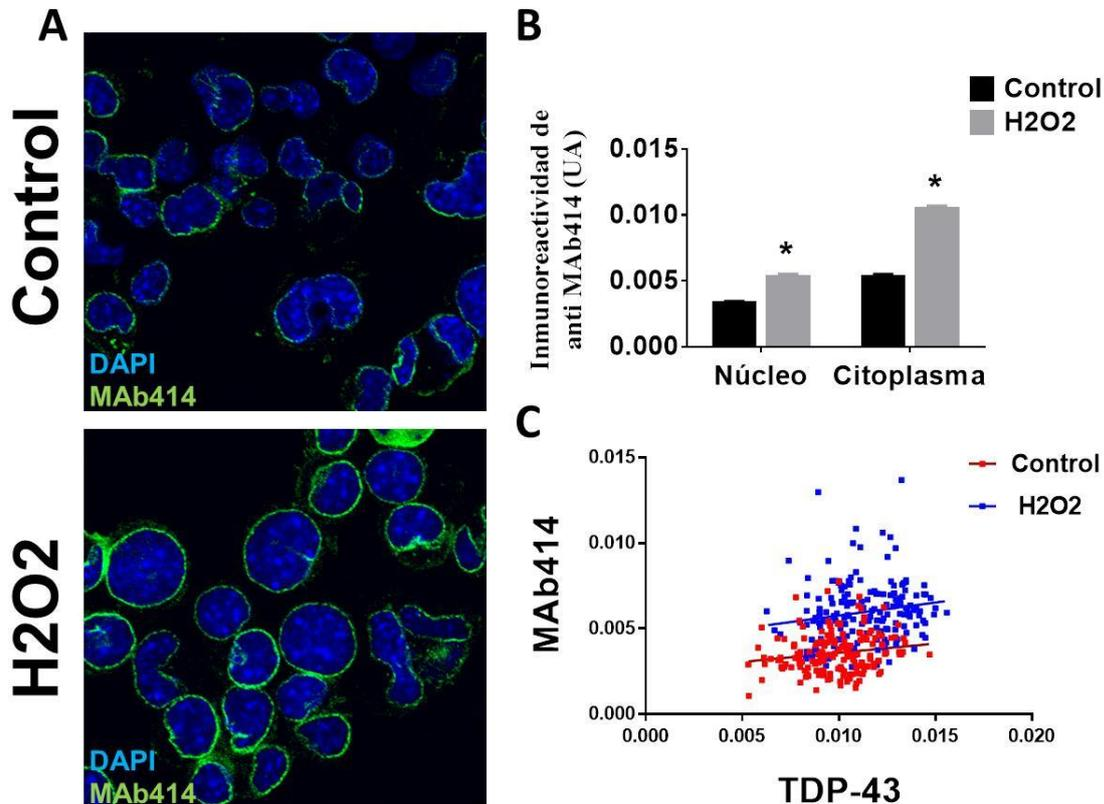 A
Control
DAPI
MAb414
H2O2
DAPI
MAb414
B
Control
H2O2
Inmunoreactividad de
anti MAb414 (UA)
0.015
0.010
0.005
0.000
*
*
Núcleo
Citoplasma
C
Control
H2O2
MAb414
0.015
0.010
0.005
0.000
0.000
0.005
0.010
0.015
0.020
TDP-43